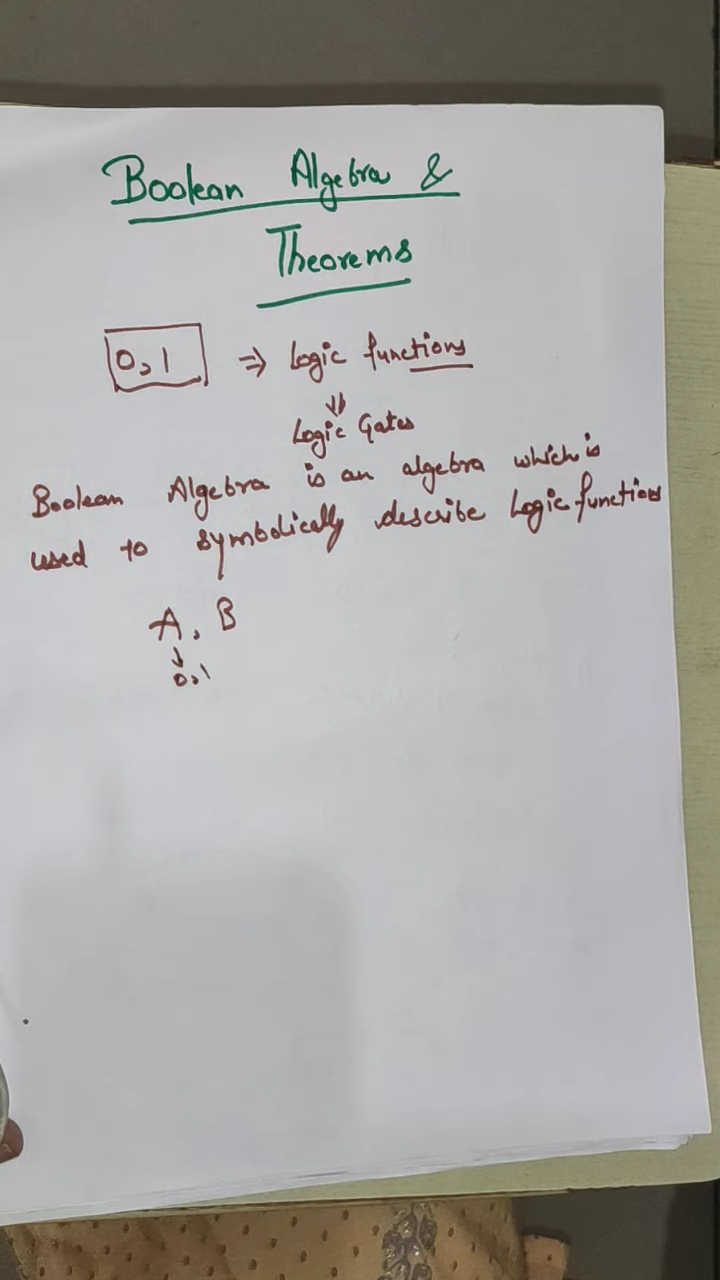 Boolean Algebra &
Theorems
0,1 ⇒ Logic functions
⇓
Logic Gates
Boolean Algebra is an algebra which is
used to symbolically describe Logic functions
A, B
↓
0,1